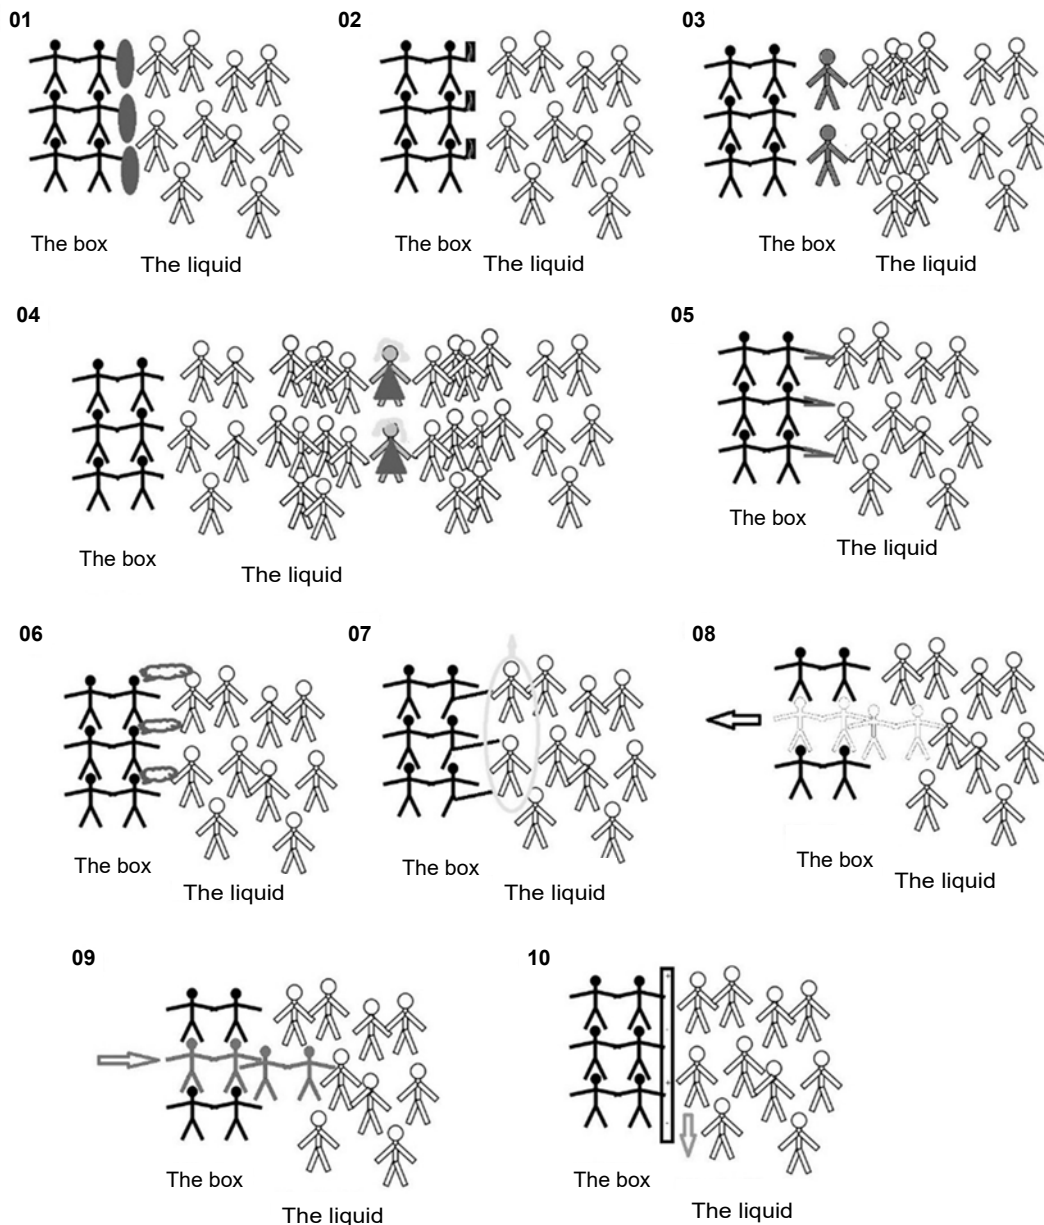 01
02
03
The box
The liquid
The box
The liquid
The box
The liquid
04
05
The box
The liquid
The box
The liquid
06
07
08
The box
The liquid
The box
The liquid
The box
The liquid
09
10
The box
The liquid
The box
The liquid